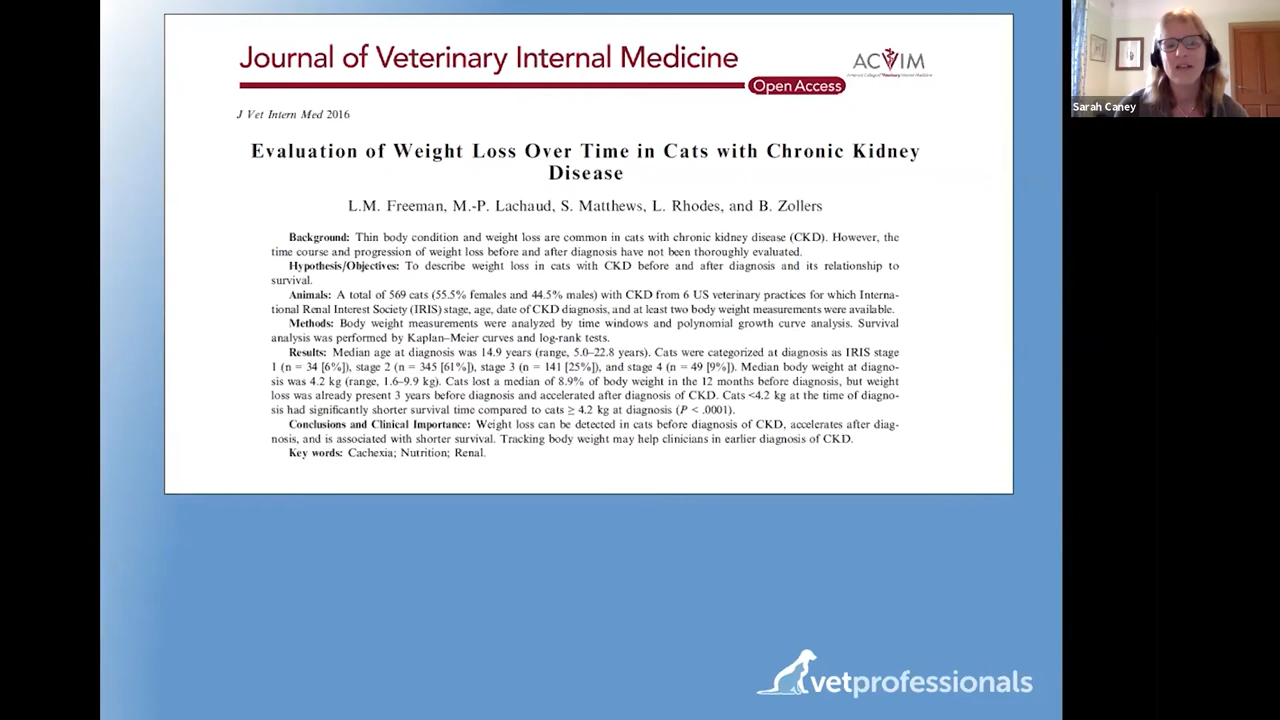 Journal of Veterinary Internal Medicine
ACVIM
Open Access
J Vet Intern Med 2016
Evaluation of Weight Loss Over Time in Cats with Chronic Kidney
Disease
L.M. Freeman, M.-P. Lachaud, S. Matthews, L. Rhodes, and B. Zollers
Background: Thin body condition and weight loss are common in cats with chronic kidney disease (CKD). However, the
time course and progression of weight loss before and after diagnosis have not been thoroughly evaluated.
Hypothesis/Objectives: To describe weight loss in cats with CKD before and after diagnosis and its relationship to
survival.
Animals: A total of 569 cats (55.5% females and 44.5% males) with CKD from 6 US veterinary practices for which Interna-
tional Renal Interest Society (IRIS) stage, age, date of CKD diagnosis, and at least two body weight measurements were available.
Methods: Body weight measurements were analyzed by time windows and polynomial growth curve analysis. Survival
analysis was performed by Kaplan–Meier curves and log-rank tests.
Results: Median age at diagnosis was 14.9 years (range, 5.0–22.8 years). Cats were categorized at diagnosis as IRIS stage
1 (n = 34 [6%]), stage 2 (n = 345 [61%]), stage 3 (n = 141 [25%]), and stage 4 (n = 49 [9%]). Median body weight at diagno-
sis was 4.2 kg (range, 1.6–9.9 kg). Cats lost a median of 8.9% of body weight in the 12 months before diagnosis, but weight
loss was already present 3 years before diagnosis and accelerated after diagnosis of CKD. Cats <4.2 kg at the time of diagno-
sis had significantly shorter survival time compared to cats ≥ 4.2 kg at diagnosis (P < .0001).
Conclusions and Clinical Importance: Weight loss can be detected in cats before diagnosis of CKD, accelerates after diag-
nosis, and is associated with shorter survival. Tracking body weight may help clinicians in earlier diagnosis of CKD.
Key words: Cachexia; Nutrition; Renal.
vetprofessionals
Sarah Caney